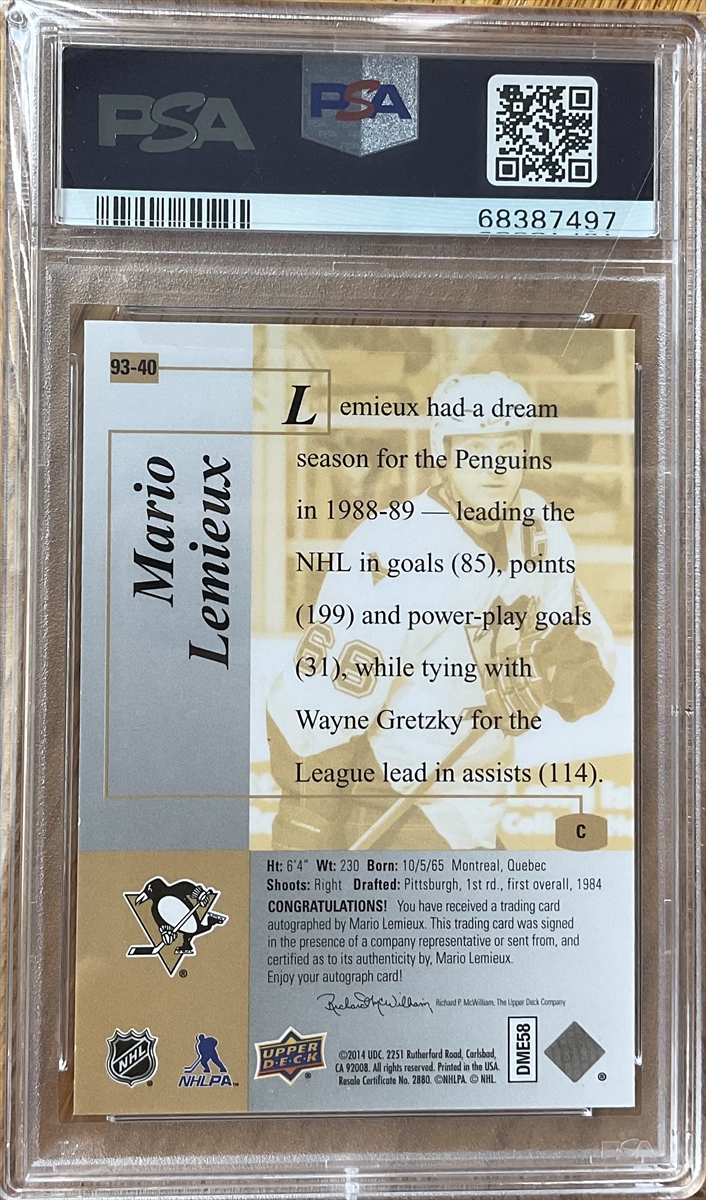 PSA
PSA
68387497
93-40
Mario
Lemieux
Lemieux had a dream
season for the Penguins
in 1988-89 — leading the
NHL in goals (85), points
(199) and power-play goals
(31), while tying with
Wayne Gretzky for the
League lead in assists (114).
C
Ht: 6'4" Wt: 230 Born: 10/5/65 Montreal, Quebec
Shoots: Right Drafted: Pittsburgh, 1st rd., first overall, 1984
CONGRATULATIONS! You have received a trading card
autographed by Mario Lemieux. This trading card was signed
in the presence of a company representative or sent from, and
certified as to its authenticity by, Mario Lemieux.
Enjoy your autograph card!
Richard P. McWilliam, The Upper Deck Company
NHL
NHLPA
UPPER
DECK
©2014 UDC. 2251 Rutherford Road, Carlsbad,
CA 92008. All rights reserved. Printed in the USA.
Resale Certificate No. 2880. ©NHLPA. © NHL.
DME58
®
PSA